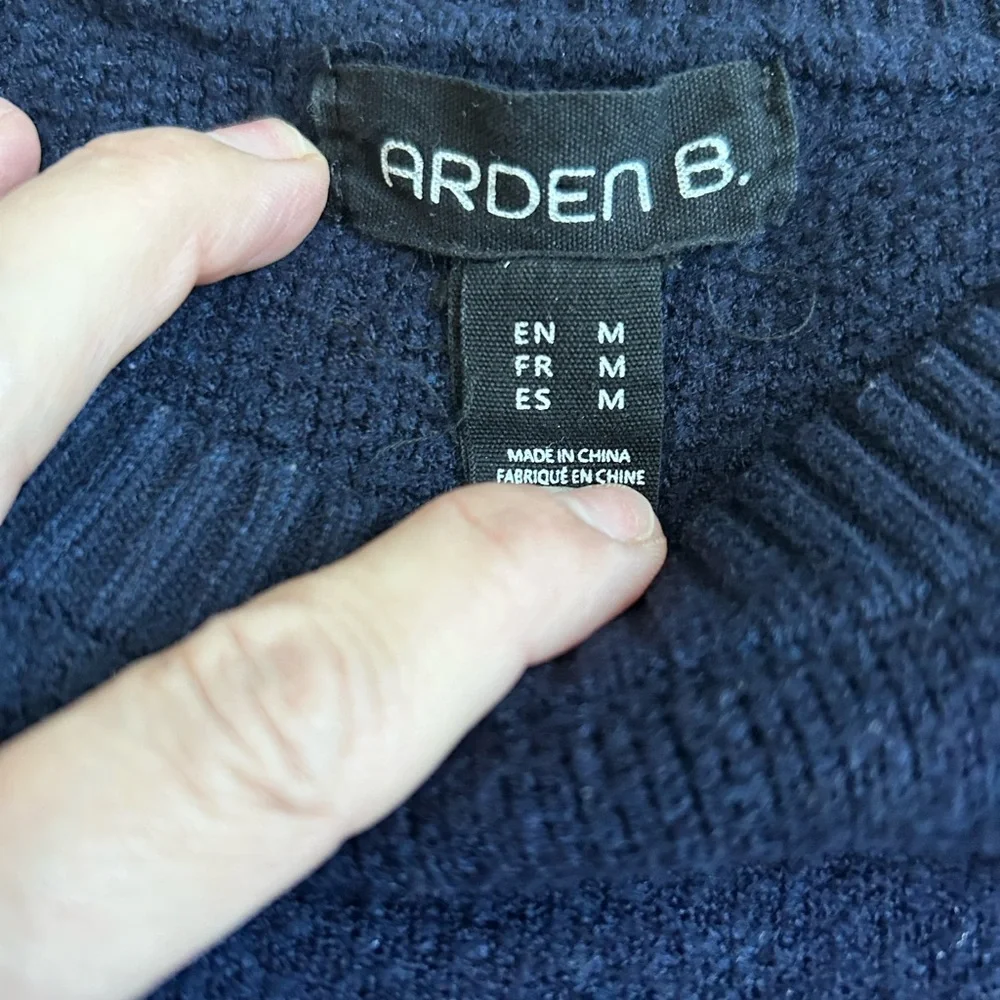 ARDEN B.
EN M
FR M
ES M
MADE IN CHINA
FABRIQUÉ EN CHINE